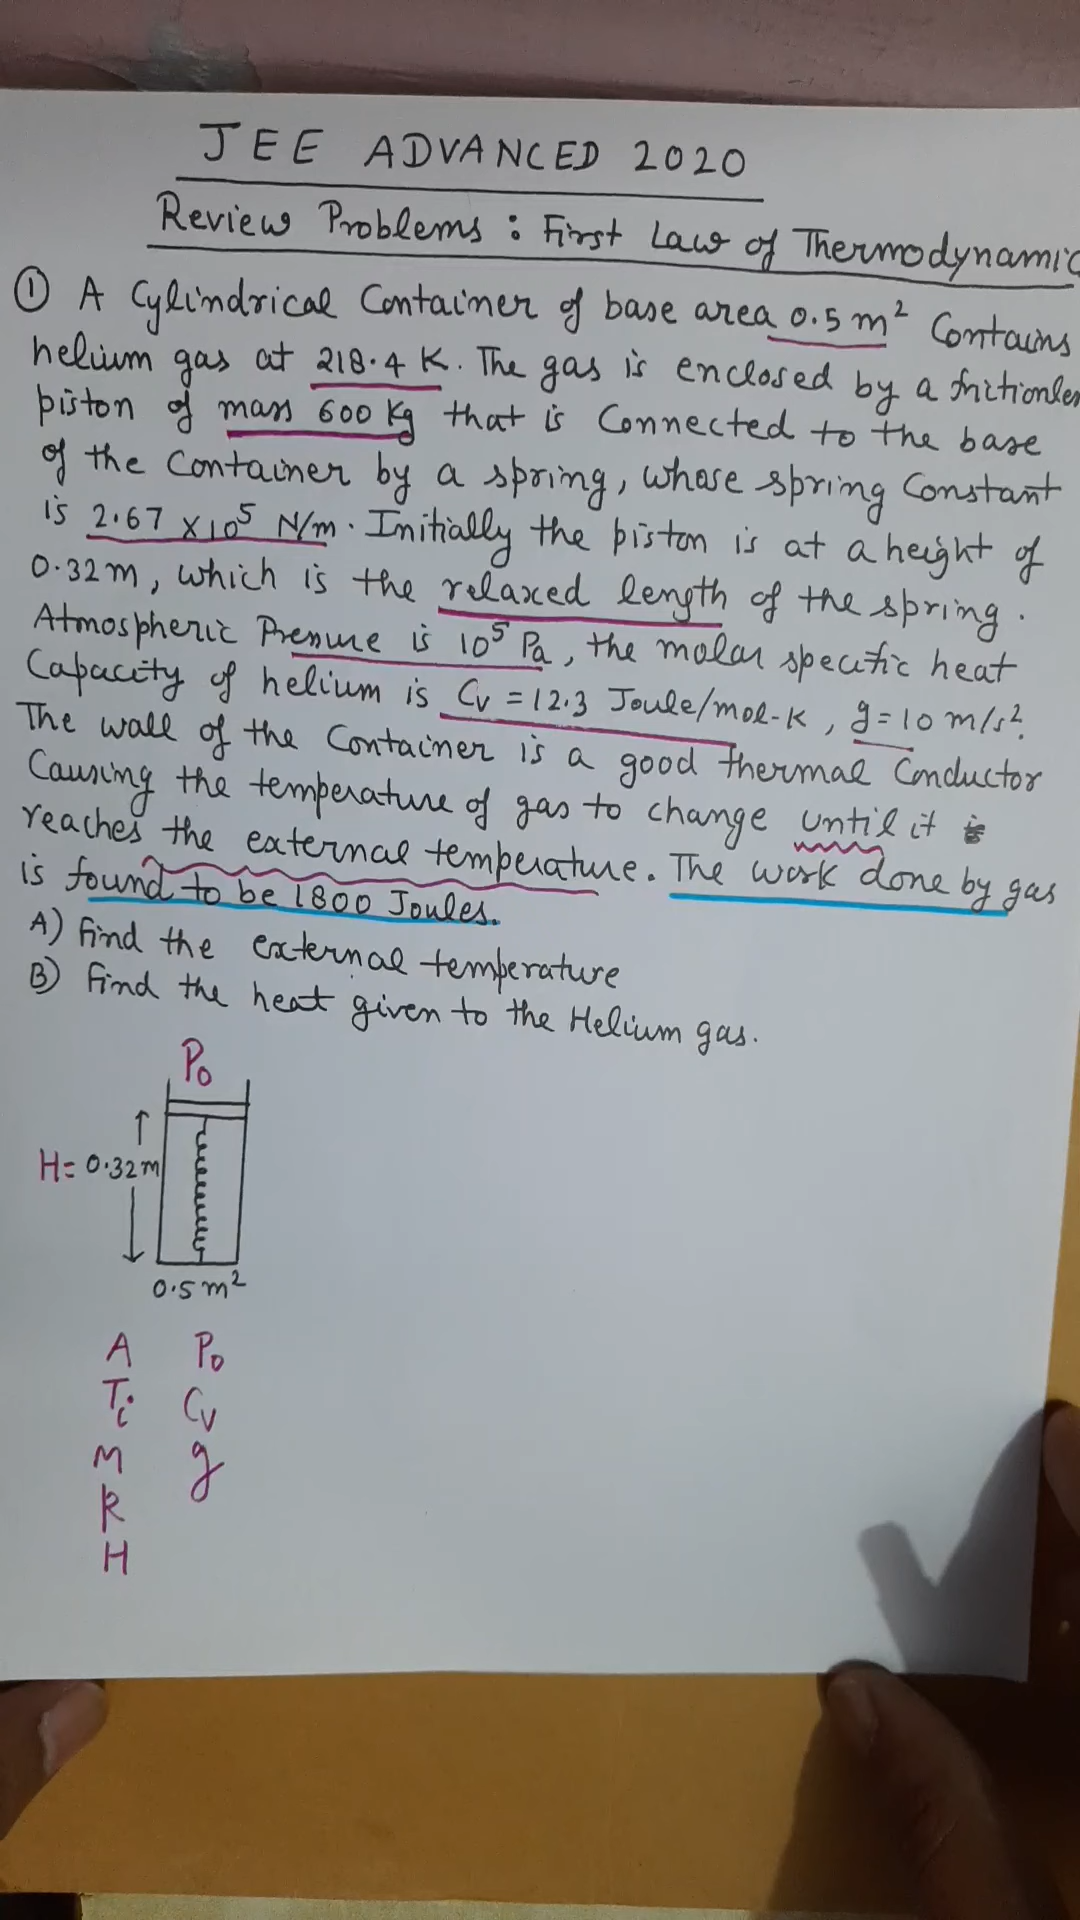 JEE ADVANCED 2020
Review Problems : First Law of Thermodynamic
① A Cylindrical Container of base area 0.5 m² Contains
helium gas at 218.4 K. The gas is enclosed by a frictionles
piston of mass 600 Kg that is Connected to the base
of the Container by a spring, whose spring Constant
is 2.67 × 10⁵ N/m. Initially the piston is at a height of
0.32 m, which is the relaxed length of the spring.
Atmospheric Pressure is 10⁵ Pa, the molar specific heat
Capacity of helium is Cv = 12.3 Joule/mol-K, g = 10 m/s².
The wall of the Container is a good thermal Conductor
Causing the temperature of gas to change until it
reaches the external temperature. The work done by gas
is found to be 1800 Joules.
A) Find the external temperature
B) Find the heat given to the Helium gas.
P₀
H = 0.32 m
0.5 m²
A P₀
Tᵢ Cv
M g
k
H